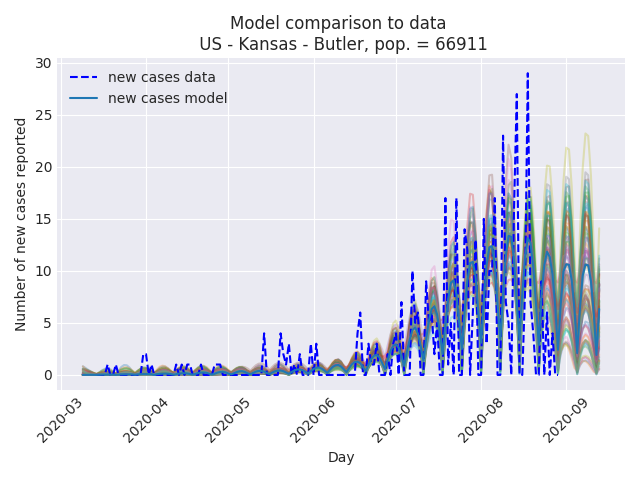 Model comparison to data
US - Kansas - Butler, pop. = 66911
Number of new cases reported
30
25
20
15
10
5
0
new cases data
new cases model
2020-03
2020-04
2020-05
2020-06
2020-07
2020-08
2020-09
Day